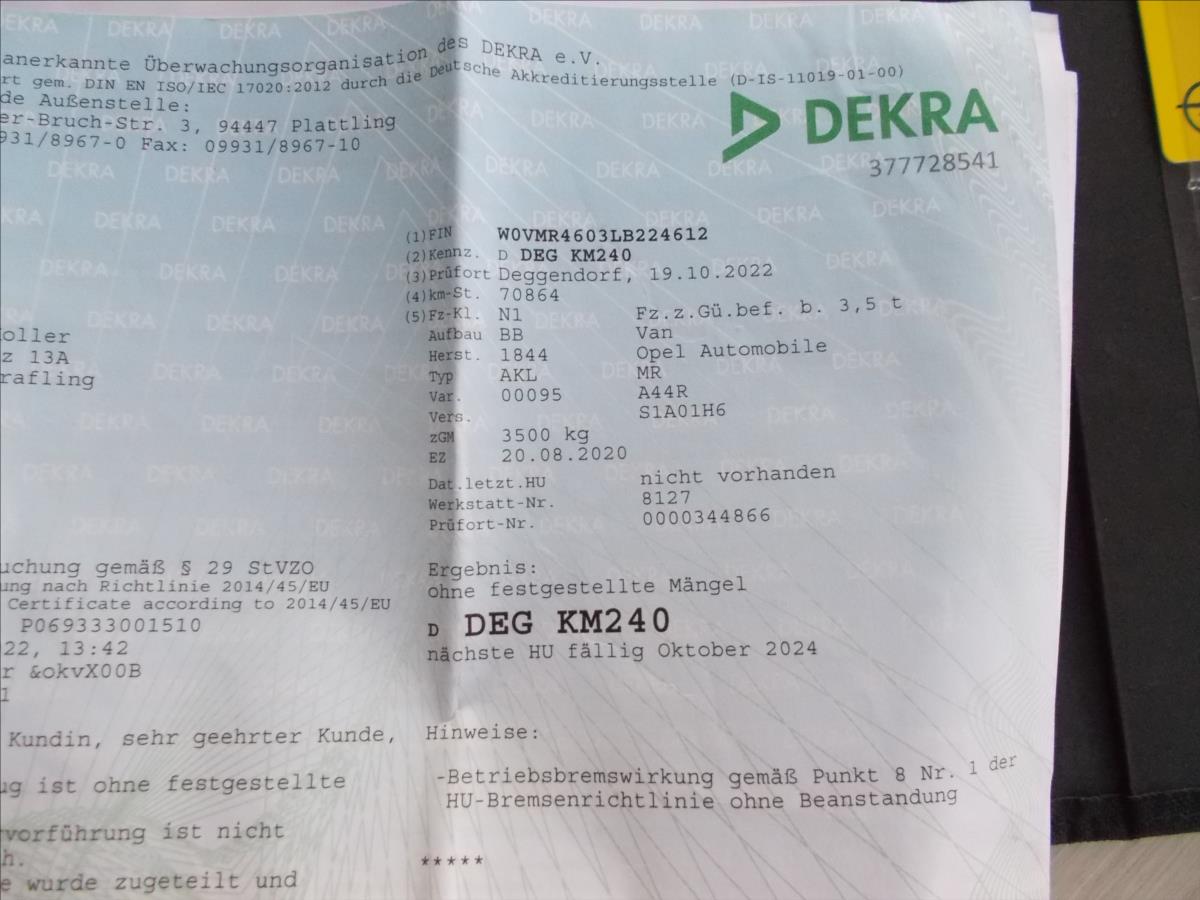 anerkannte Überwachungsorganisation des DEKRA e.V.
rt gem. DIN EN ISO/IEC 17020:2012 durch die Deutsche Akkreditierungsstelle (D-IS-11019-01-00)
de Außenstelle:
er-Bruch-Str. 3, 94447 Plattling
931/8967-0 Fax: 09931/8967-10
DEKRA
377728541
(1) FIN W0VMR4603LB224612
(2) Kennz. D DEG KM240
(3) Prüfort Deggendorf, 19.10.2022
(4) km-St. 70864
(5) Fz-Kl. N1 Fz.z.Gü.bef. b. 3,5 t
Aufbau BB Van
Herst. 1844 Opel Automobile
Typ AKL MR
Var. 00095 A44R
Vers. S1A01H6
zGM 3500 kg
EZ 20.08.2020
Dat.letzt.HU nicht vorhanden
Werkstatt-Nr. 8127
Prüfort-Nr. 0000344866
oller
z 13A
rafling
uchung gemäß § 29 StVZO
ung nach Richtlinie 2014/45/EU
Certificate according to 2014/45/EU
P069333001510
22, 13:42
r &okvX00B
1
Kundin, sehr geehrter Kunde,
ug ist ohne festgestellte
vorführung ist nicht
h.
e wurde zugeteilt und
Ergebnis:
ohne festgestellte Mängel
D DEG KM240
nächste HU fällig Oktober 2024
Hinweise:
-Betriebsbremswirkung gemäß Punkt 8 Nr. 1 der
HU-Bremsenrichtlinie ohne Beanstandung
*****